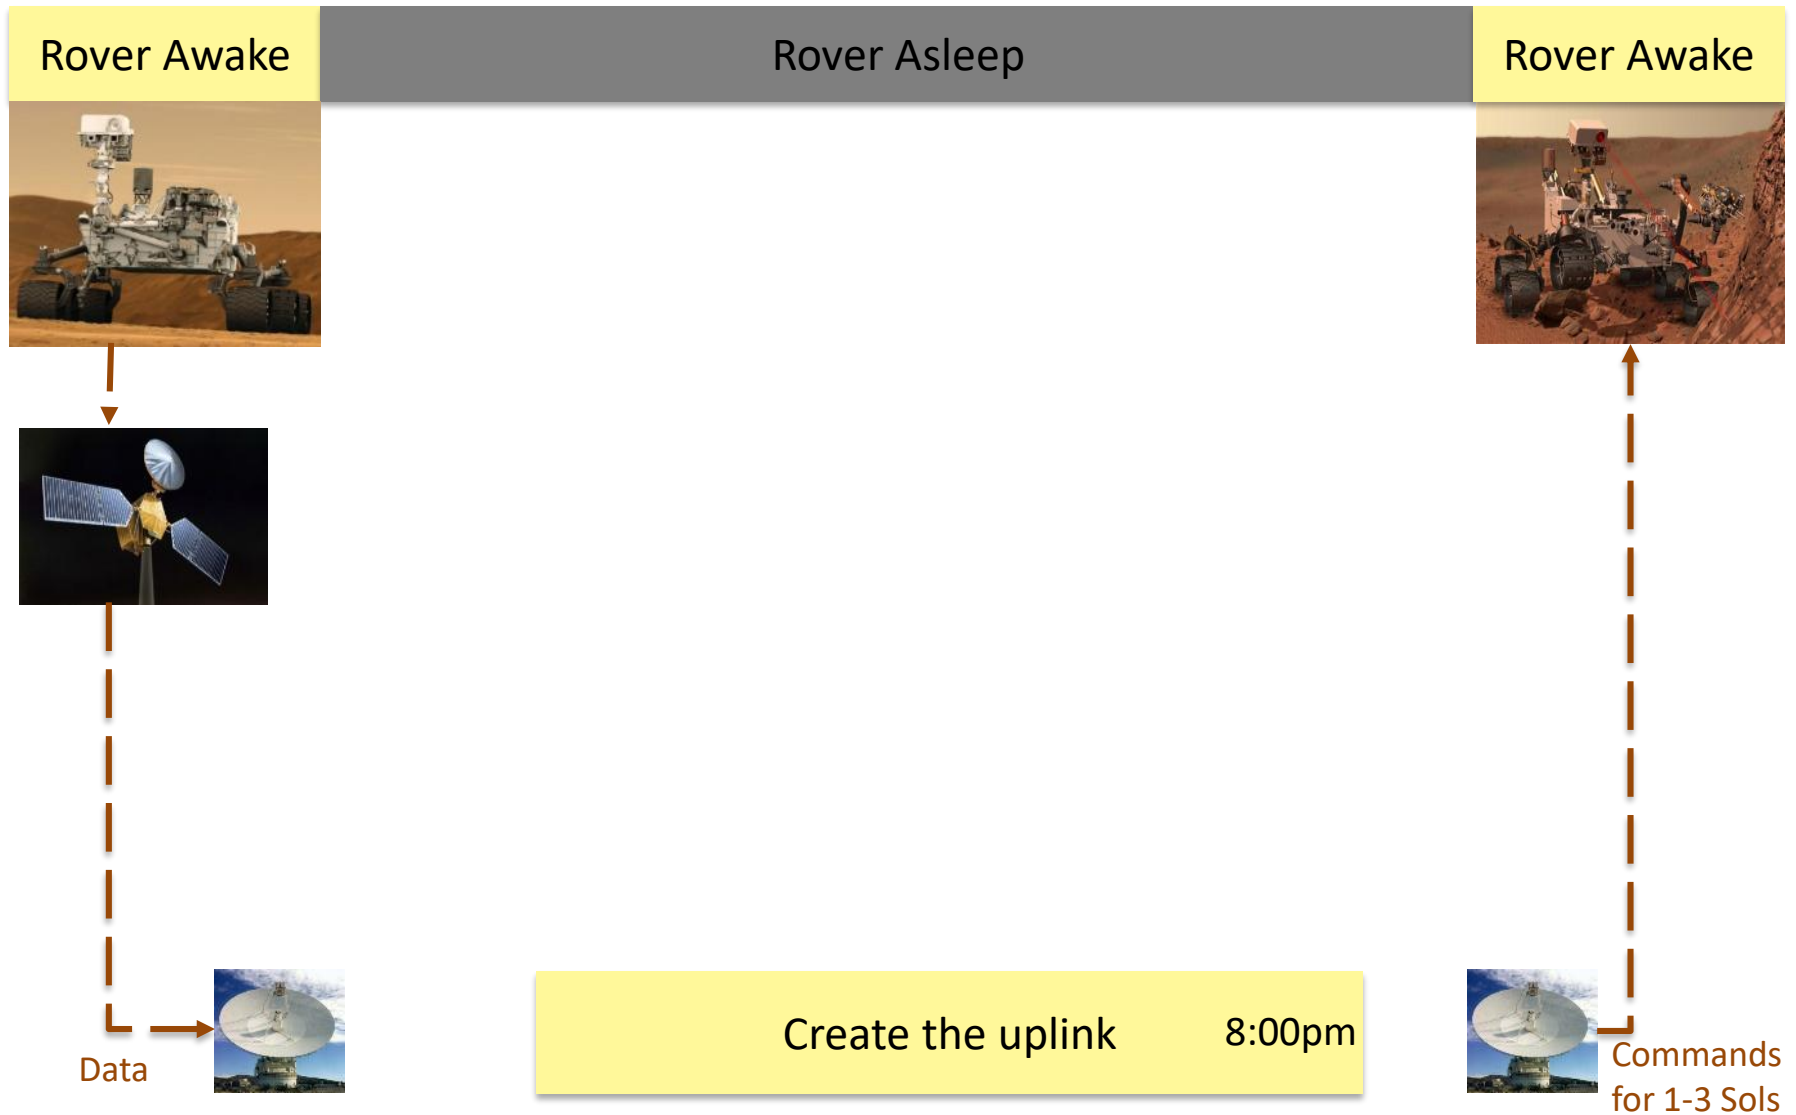 Rover Awake
Rover Asleep
Rover Awake
Create the uplink
8:00pm
Data
Commands
for 1-3 Sols